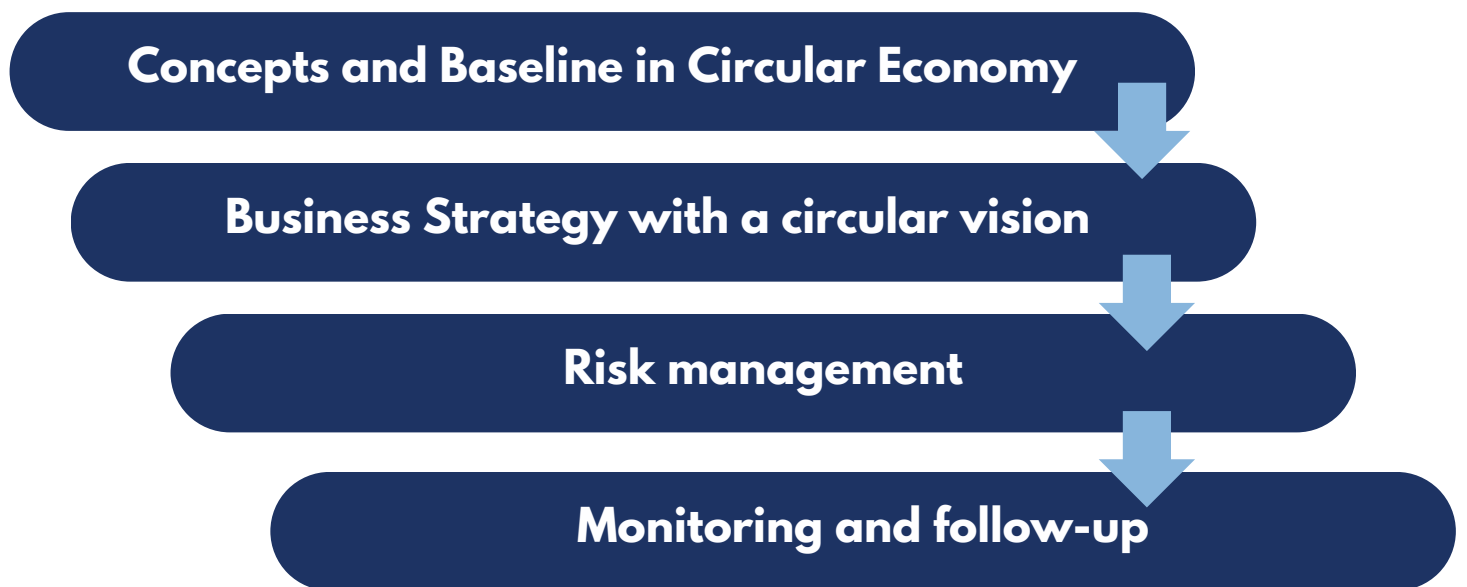 Concepts and Baseline in Circular Economy
Business Strategy with a circular vision
Risk management
Monitoring and follow-up